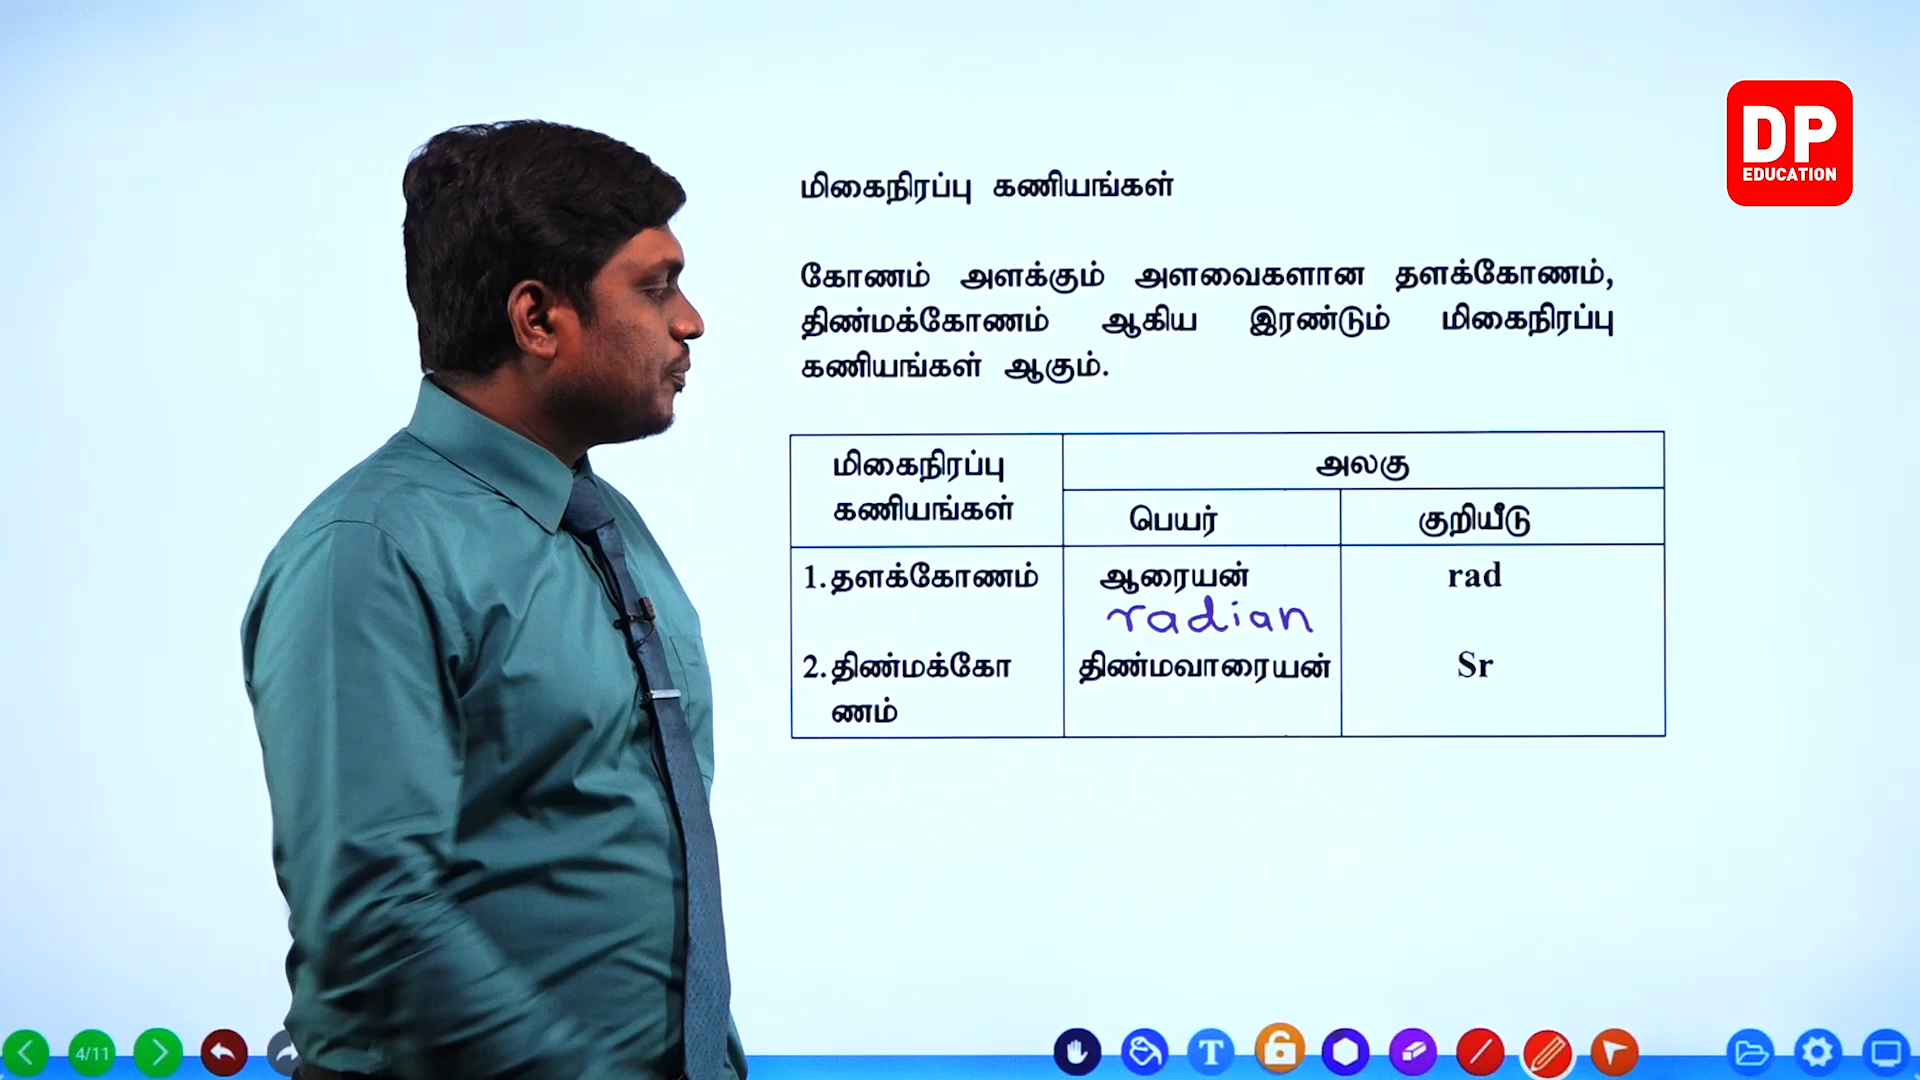 DP
EDUCATION
மிகைநிரப்பு கணியங்கள்
கோணம் அளக்கும் அளவைகளான தளக்கோணம்,
திண்மக்கோணம் ஆகிய இரண்டும் மிகைநிரப்பு
கணியங்கள் ஆகும்.
மிகைநிரப்பு
கணியங்கள்
அலகு
பெயர்
குறியீடு
1. தளக்கோணம்
ஆரையன்
radian
rad
2. திண்மக்கோ
ணம்
திண்மவாரையன்
Sr
4/11
T